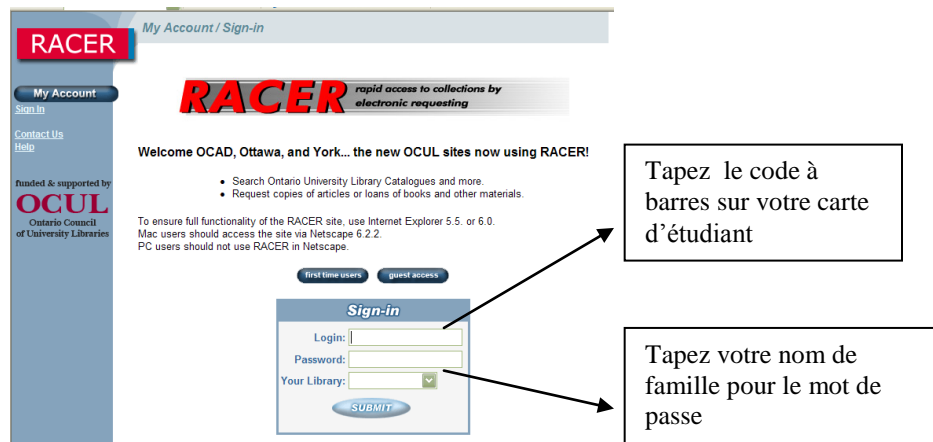 My Account / Sign-in
RACER
My Account
Sign In
Contact Us
Help
funded & supported by
OCUL
Ontario Council
of University Libraries
RACER
rapid access to collections by
electronic requesting
Welcome OCAD, Ottawa, and York... the new OCUL sites now using RACER!
• Search Ontario University Library Catalogues and more.
• Request copies of articles or loans of books and other materials.
To ensure full functionality of the RACER site, use Internet Explorer 5.5. or 6.0.
Mac users should access the site via Netscape 6.2.2.
PC users should not use RACER in Netscape.
first time users guest access
Sign-in
Login:
Password:
Your Library:
SUBMIT
Tapez le code à
barres sur votre carte
d’étudiant
Tapez votre nom de
famille pour le mot de
passe